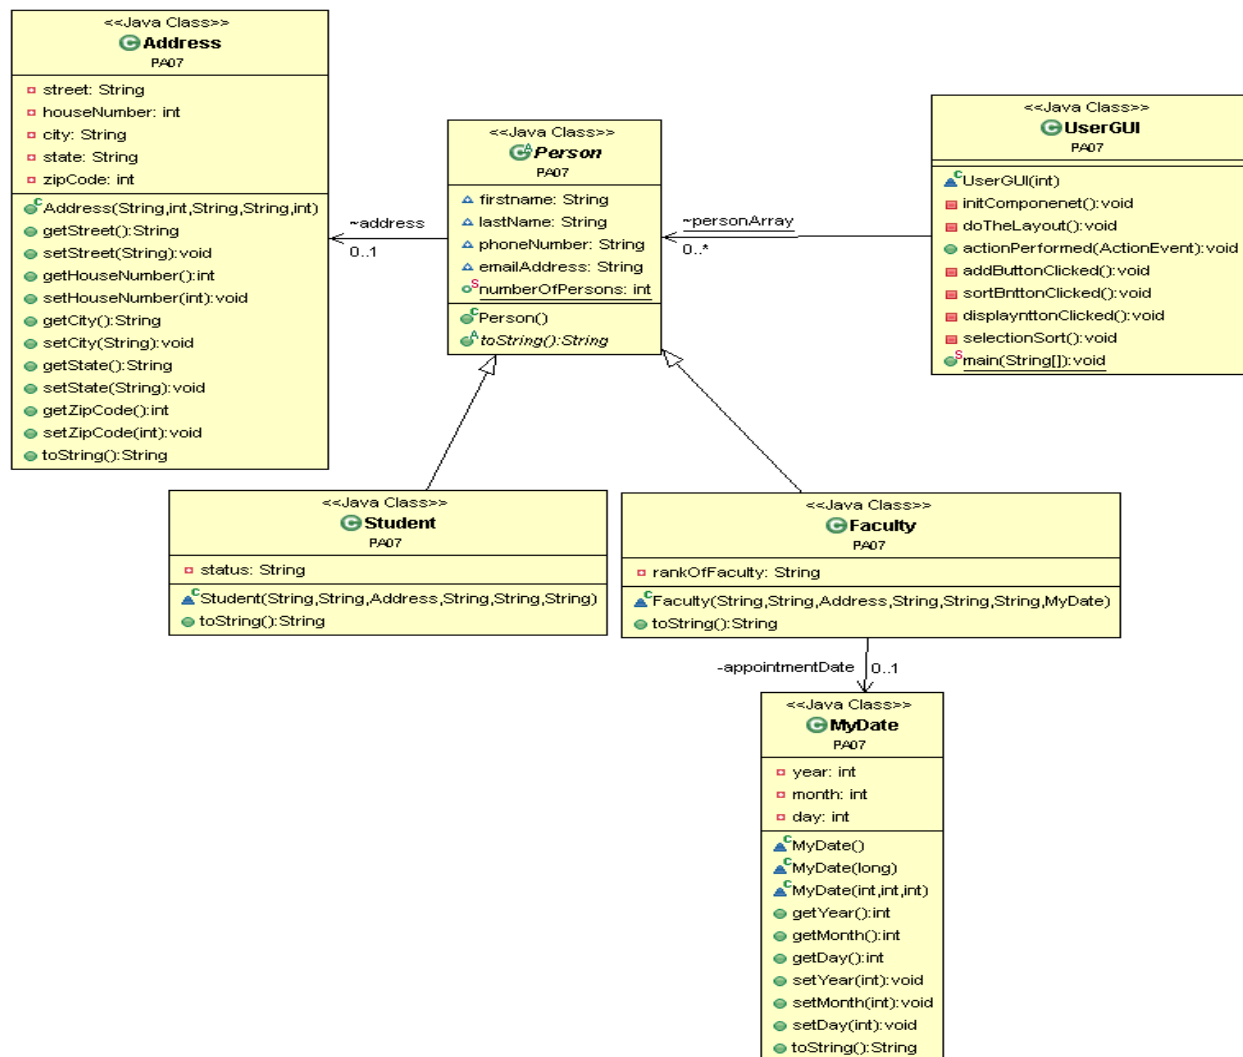 <<Java Class>>
Address
PA07
street: String
houseNumber: int
city: String
state: String
zipCode: int
Address(String,int,String,String,int)
getStreet():String
setStreet(String):void
getHouseNumber():int
setHouseNumber(int):void
getCity():String
setCity(String):void
getState():String
setState(String):void
getZipCode():int
setZipCode(int):void
toString():String
~address
0..1
<<Java Class>>
Person
PA07
firstname: String
lastName: String
phoneNumber: String
emailAddress: String
numberOfPersons: int
Person()
toString():String
~personArray
0..*
<<Java Class>>
UserGUI
PA07
UserGUI(int)
initComponenet():void
doTheLayout():void
actionPerformed(ActionEvent):void
addButtonClicked():void
sortBnttonClicked():void
displaynttonClicked():void
selectionSort():void
main(String[]):void
<<Java Class>>
Student
PA07
status: String
Student(String,String,Address,String,String,String)
toString():String
<<Java Class>>
Faculty
PA07
rankOfFaculty: String
Faculty(String,String,Address,String,String,String,MyDate)
toString():String
-appointmentDate
0..1
<<Java Class>>
MyDate
PA07
year: int
month: int
day: int
MyDate()
MyDate(long)
MyDate(int,int,int)
getYear():int
getMonth():int
getDay():int
setYear(int):void
setMonth(int):void
setDay(int):void
toString():String